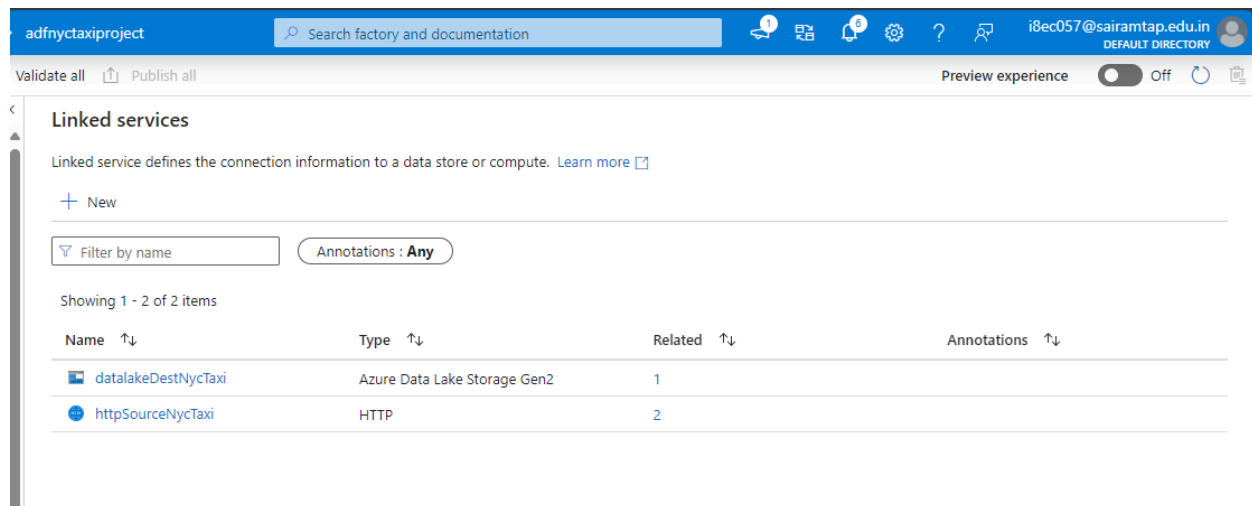 adfnyctaxiproject Search factory and documentation 1 6 i8ec057@sairamtap.edu.in
DEFAULT DIRECTORY
Validate all Publish all Preview experience Off
Linked services
Linked service defines the connection information to a data store or compute. Learn more
New
Filter by name Annotations : Any
Showing 1 - 2 of 2 items
Name Type Related Annotations
datalakeDestNycTaxi Azure Data Lake Storage Gen2 1
httpSourceNycTaxi HTTP 2